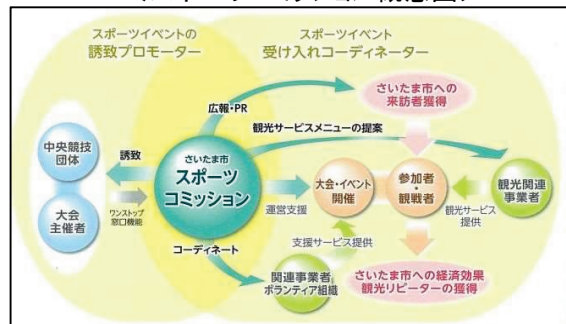 スポーツイベントの
誘致プロモーター
スポーツイベント
受け入れコーディネーター
広報・PR
さいたま市への
来訪者獲得
観光サービスメニューの提案
中央競技
団体
大会
主催者
誘致
ワンストップ
窓口機能
さいたま市
スポーツ
コミッション
運営支援
大会・イベント
開催
参加者
・
観戦者
観光サービス
提供
観光関連
事業者
コーディネート
支援サービス提供
関連事業者
ボランティア組織
さいたま市への経済効果
観光リピーターの獲得